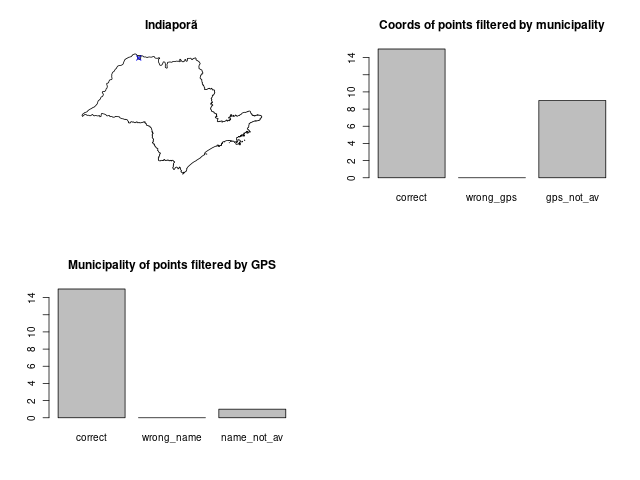 Indiaporã
Coords of points filtered by municipality
14
10
8
6
4
2
0
correct wrong_gps gps_not_av
Municipality of points filtered by GPS
14
10
8
6
4
2
0
correct wrong_name name_not_av